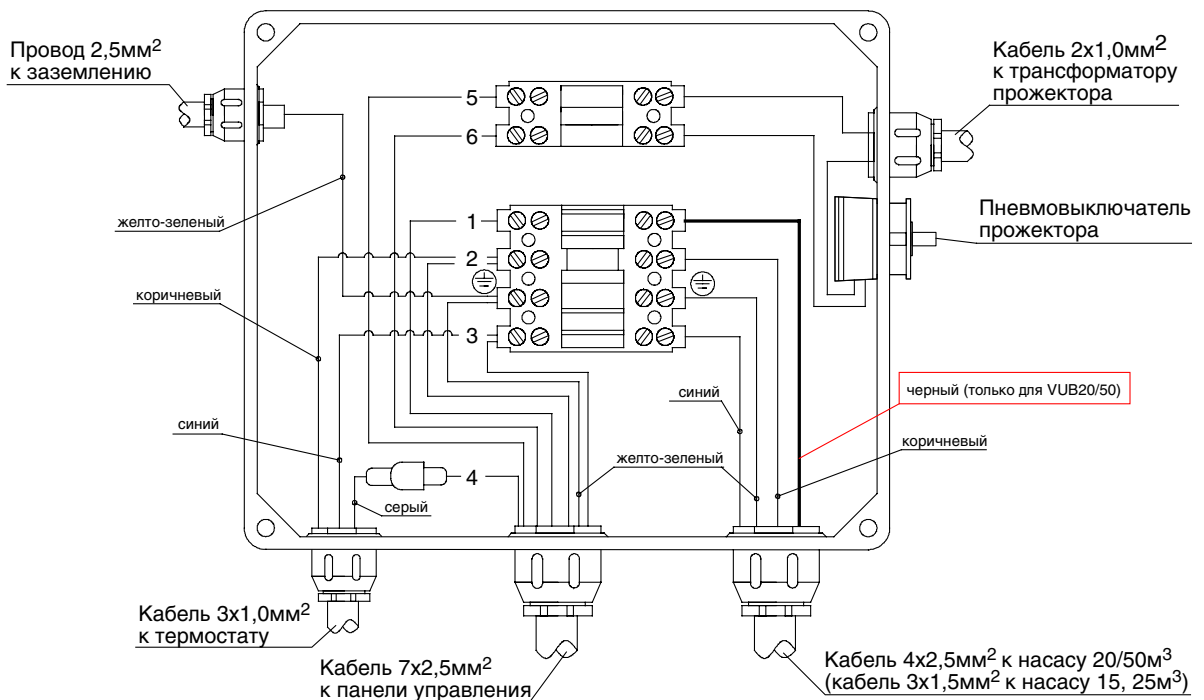 Провод 2,5мм²
к заземлению
Кабель 2х1,0мм²
к трансформатору
прожектора
5
6
желто-зеленый
1
Пневмовыключатель
прожектора
2
коричневый
3
черный (только для VUB20/50)
синий
синий
коричневый
желто-зеленый
4
серый
Кабель 3х1,0мм²
к термостату
Кабель 7х2,5мм²
к панели управления
Кабель 4х2,5мм² к насасу 20/50м³
(кабель 3х1,5мм² к насасу 15, 25м³)